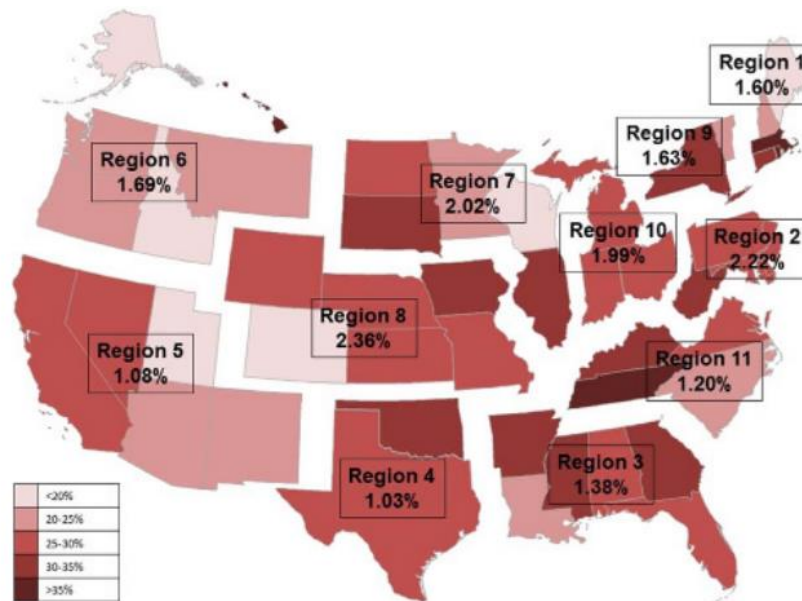 Region 1
1.60%
Region 9
1.63%
Region 6
1.69%
Region 7
2.02%
Region 10
1.99%
Region 2
2.22%
Region 8
2.36%
Region 5
1.08%
Region 11
1.20%
Region 4
1.03%
Region 3
1.38%
<20%
20-25%
25-30%
30-35%
>35%